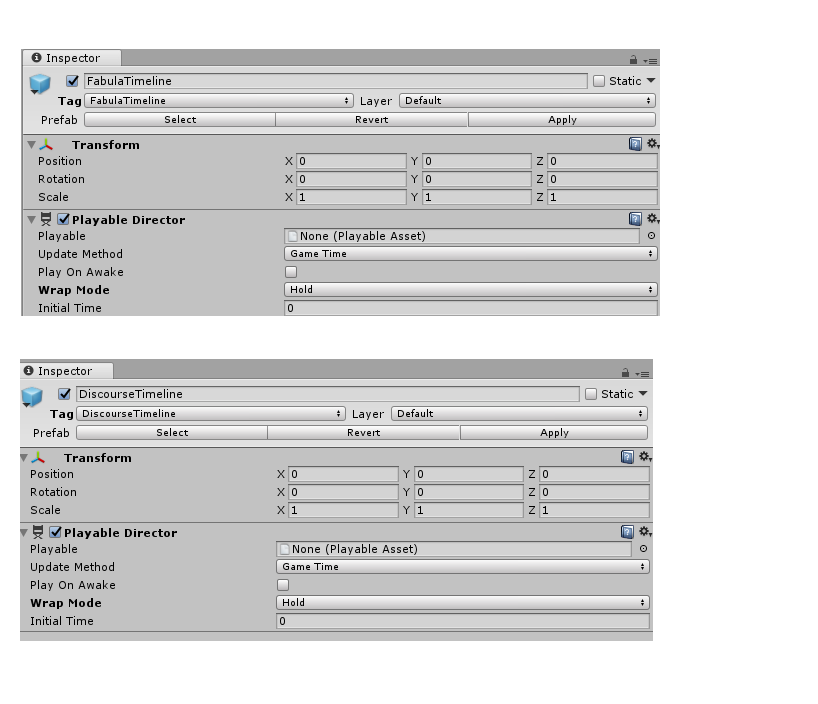 Inspector
FabulaTimeline Static
Tag FabulaTimeline Layer Default
Prefab Select Revert Apply
Transform
Position X 0 Y 0 Z 0
Rotation X 0 Y 0 Z 0
Scale X 1 Y 1 Z 1
Playable Director
Playable None (Playable Asset)
Update Method Game Time
Play On Awake
Wrap Mode Hold
Initial Time 0
Inspector
DiscourseTimeline Static
Tag DiscourseTimeline Layer Default
Prefab Select Revert Apply
Transform
Position X 0 Y 0 Z 0
Rotation X 0 Y 0 Z 0
Scale X 1 Y 1 Z 1
Playable Director
Playable None (Playable Asset)
Update Method Game Time
Play On Awake
Wrap Mode Hold
Initial Time 0